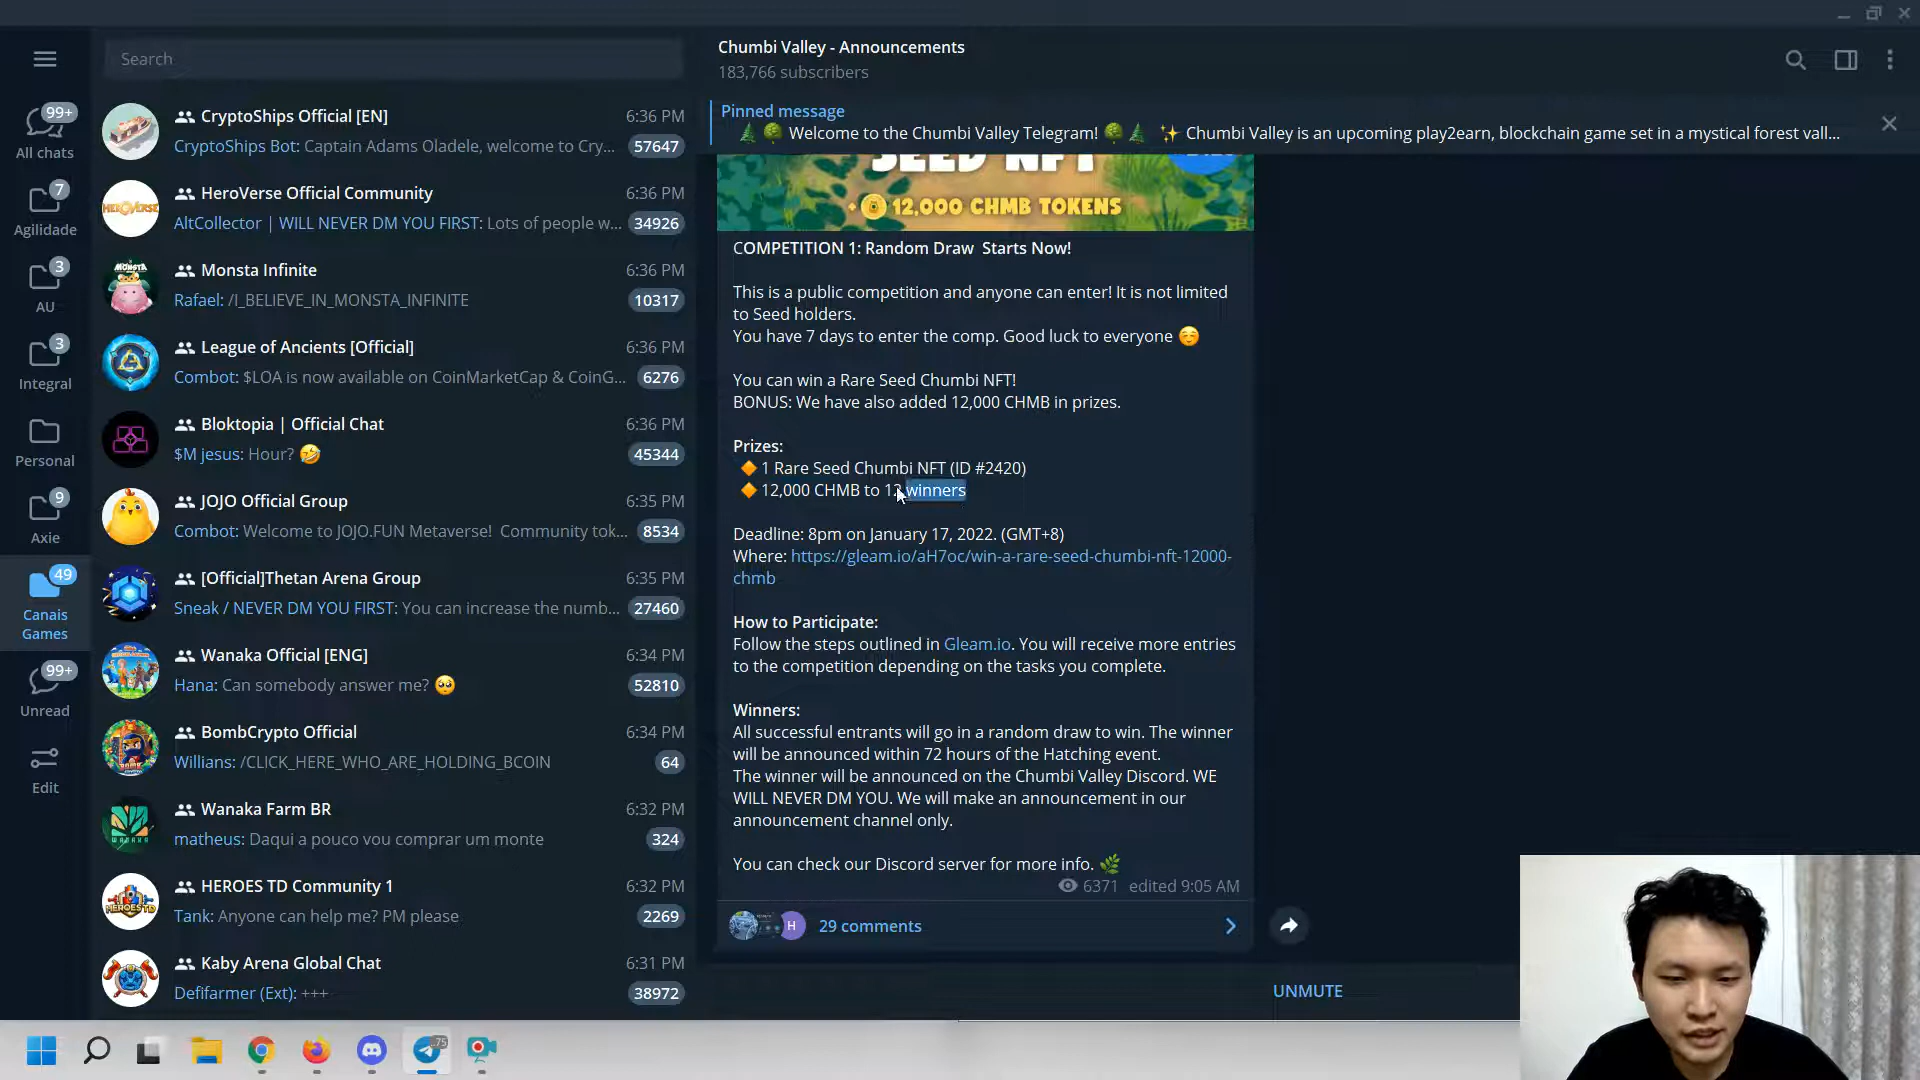 Search
99+
All chats
7
Agilidade
3
AU
3
Integral
Personal
9
Axie
49
Canais
Games
99+
Unread
Edit
CryptoShips Official [EN] 6:36 PM
CryptoShips Bot: Captain Adams Oladele, welcome to Cry... 57647
HeroVerse Official Community 6:36 PM
AltCollector | WILL NEVER DM YOU FIRST: Lots of people w... 34926
Monsta Infinite 6:36 PM
Rafael: /I_BELIEVE_IN_MONSTA_INFINITE 10317
League of Ancients [Official] 6:36 PM
Combot: $LOA is now available on CoinMarketCap & CoinG... 6276
Bloktopia | Official Chat 6:36 PM
$M jesus: Hour? 🤣 45344
JOJO Official Group 6:35 PM
Combot: Welcome to JOJO.FUN Metaverse! Community tok... 8534
[Official]Thetan Arena Group 6:35 PM
Sneak / NEVER DM YOU FIRST: You can increase the numb... 27460
Wanaka Official [ENG] 6:34 PM
Hana: Can somebody answer me? 🥺 52810
BombCrypto Official 6:34 PM
Willians: /CLICK_HERE_WHO_ARE_HOLDING_BCOIN 64
Wanaka Farm BR 6:32 PM
matheus: Daqui a pouco vou comprar um monte 324
HEROES TD Community 1 6:32 PM
Tank: Anyone can help me? PM please 2269
Kaby Arena Global Chat 6:31 PM
Defifarmer (Ext): +++ 38972
Chumbi Valley - Announcements
183,766 subscribers
Pinned message
🌲 🌳 Welcome to the Chumbi Valley Telegram! 🌳 🌲 ✨ Chumbi Valley is an upcoming play2earn, blockchain game set in a mystical forest vall...
SEED NFT
+ 12,000 CHMB TOKENS
COMPETITION 1: Random Draw Starts Now!
This is a public competition and anyone can enter! It is not limited
to Seed holders.
You have 7 days to enter the comp. Good luck to everyone ☺️
You can win a Rare Seed Chumbi NFT!
BONUS: We have also added 12,000 CHMB in prizes.
Prizes:
🔶 1 Rare Seed Chumbi NFT (ID #2420)
🔶 12,000 CHMB to 12 winners
Deadline: 8pm on January 17, 2022. (GMT+8)
Where: https://gleam.io/aH7oc/win-a-rare-seed-chumbi-nft-12000-
chmb
How to Participate:
Follow the steps outlined in Gleam.io. You will receive more entries
to the competition depending on the tasks you complete.
Winners:
All successful entrants will go in a random draw to win. The winner
will be announced within 72 hours of the Hatching event.
The winner will be announced on the Chumbi Valley Discord. WE
WILL NEVER DM YOU. We will make an announcement in our
announcement channel only.
You can check our Discord server for more info. 🌿
6371 edited 9:05 AM
H 29 comments
UNMUTE
75